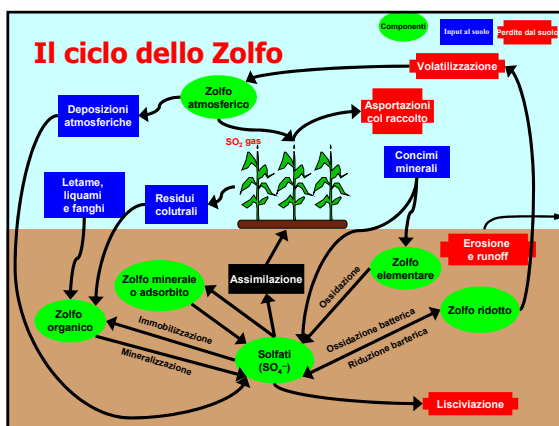 Il ciclo dello Zolfo
Componenti
Input al suolo
Perdite dal suolo
Volatilizzazione
Zolfo
atmosferico
Deposizioni
atmosferiche
Asportazioni
col raccolto
SO2 gas
Concimi
minerali
Letame,
liquami
e fanghi
Residui
colutrali
Erosione
e runoff
Zolfo
elementare
Assimilazione
Zolfo minerale
o adsorbito
Ossidazione
Zolfo ridotto
Zolfo
organico
Immobilizzazione
Mineralizzazione
Solfati
(SO4--)
Ossidazione batterica
Riduzione barterica
Lisciviazione